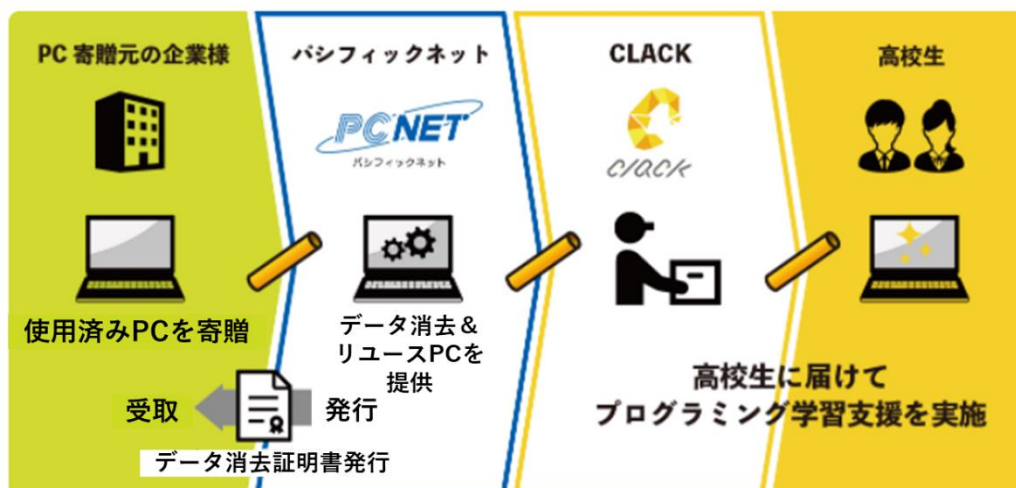 PC 寄贈元の企業様
パシフィックネット
CLACK
高校生
PC NET
パシフィックネット
clack
使用済みPCを寄贈
データ消去＆
リユースPCを
提供
高校生に届けて
プログラミング学習支援を実施
受取
発行
データ消去証明書発行